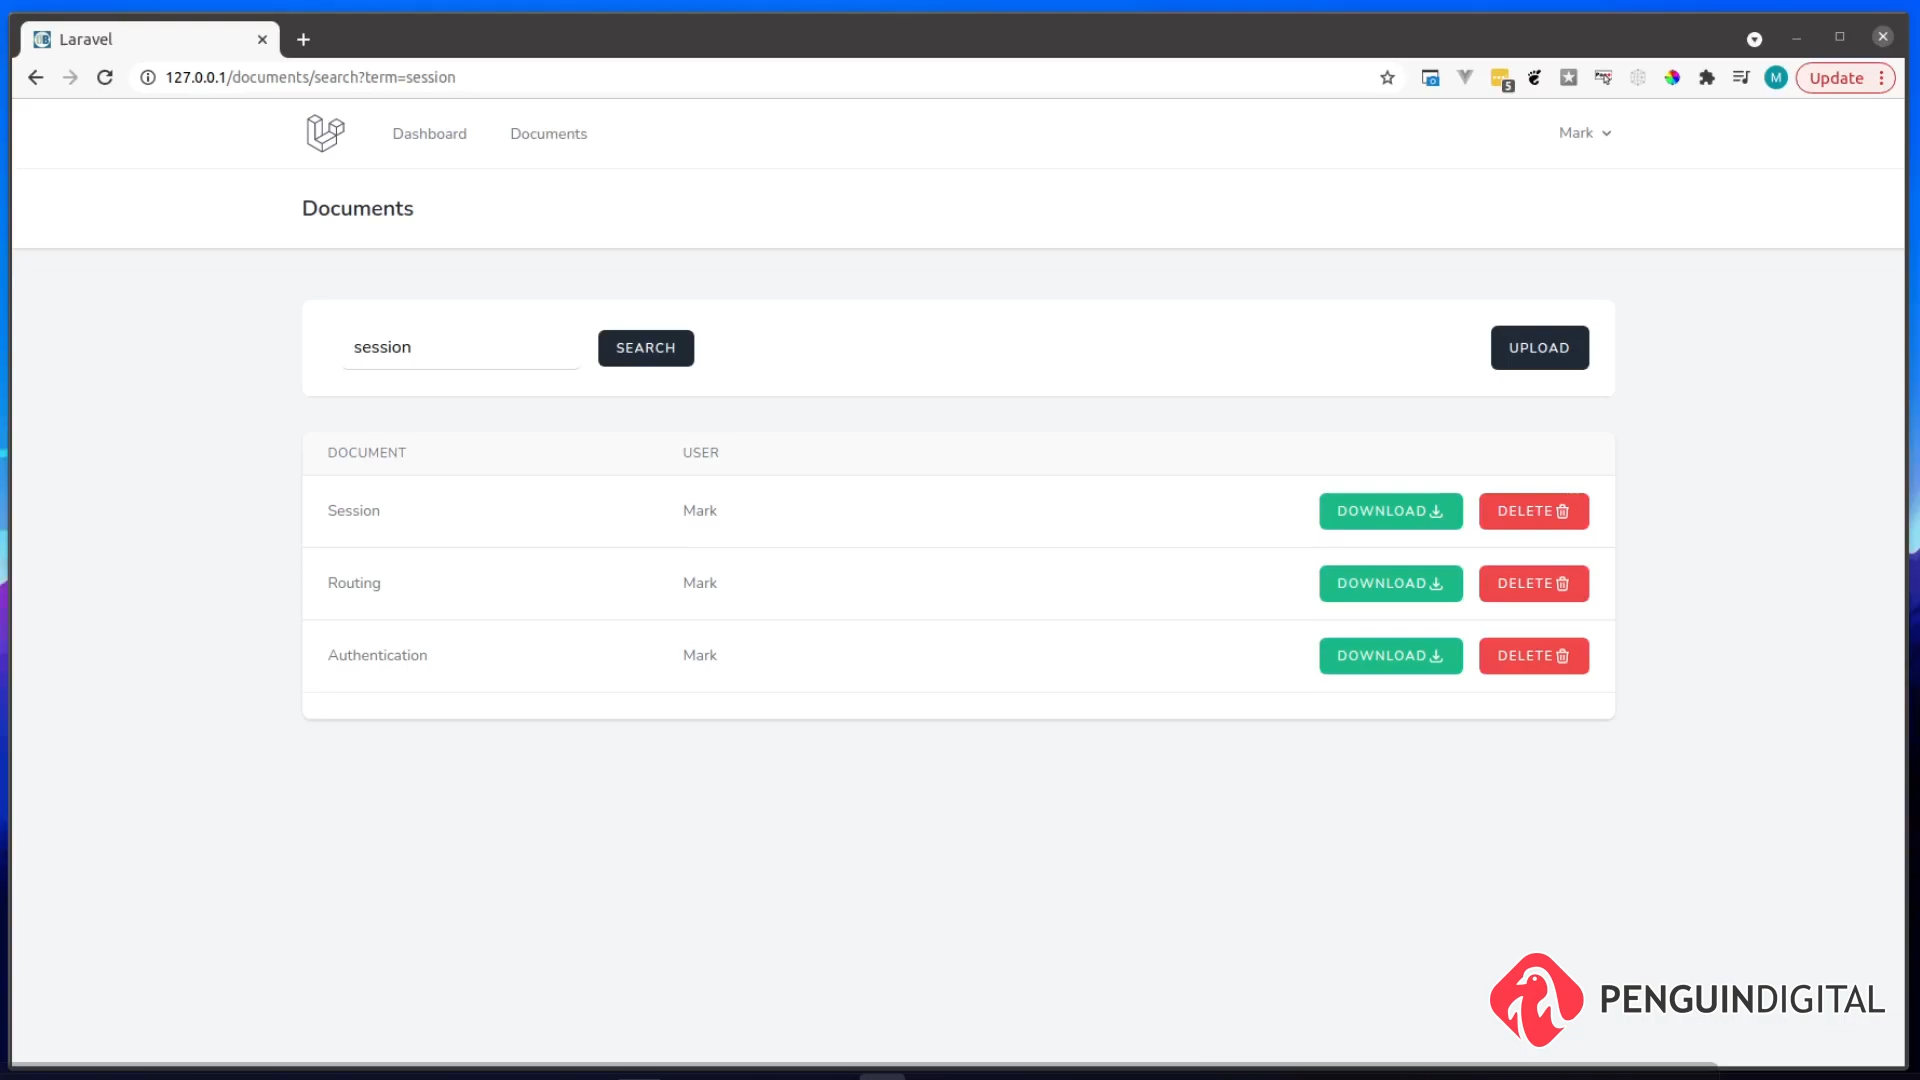 Laravel
127.0.0.1/documents/search?term=session
5
M
Update
Dashboard
Documents
Mark
Documents
session
SEARCH
UPLOAD
DOCUMENT
USER
Session
Mark
DOWNLOAD
DELETE
Routing
Mark
DOWNLOAD
DELETE
Authentication
Mark
DOWNLOAD
DELETE
PENGUINDIGITAL